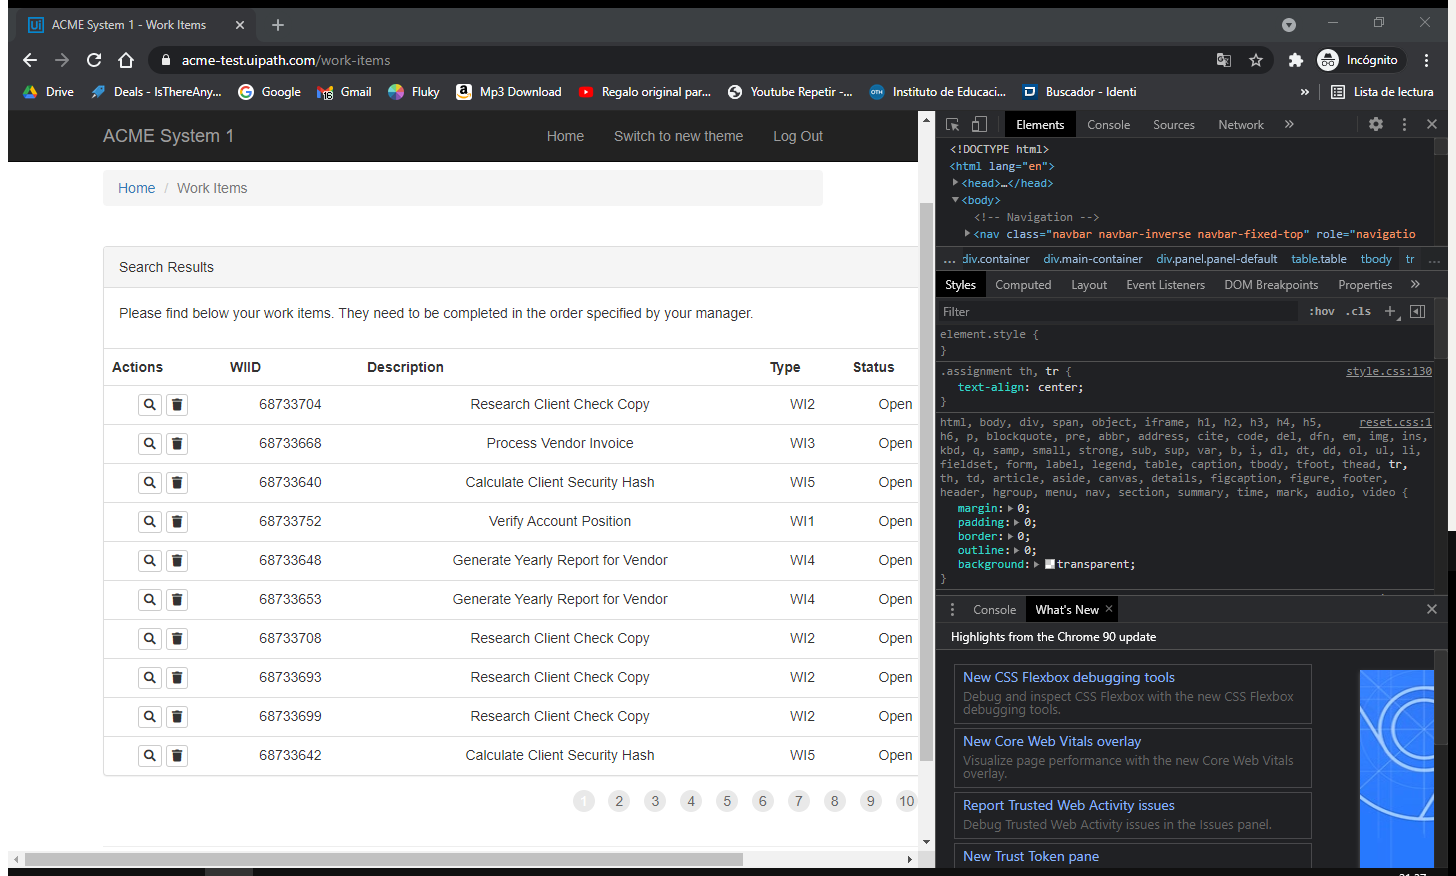 ACME System 1 - Work Items
acme-test.uipath.com/work-items
Incógnito
Drive
Deals - IsThereAny...
Google
Gmail
Fluky
Mp3 Download
Regalo original par...
Youtube Repetir -...
Instituto de Educaci...
Buscador - Identi
»
Lista de lectura
ACME System 1
Home
Switch to new theme
Log Out
Home / Work Items
Search Results
Please find below your work items. They need to be completed in the order specified by your manager.
Actions WIID Description Type Status
68733704 Research Client Check Copy WI2 Open
68733668 Process Vendor Invoice WI3 Open
68733640 Calculate Client Security Hash WI5 Open
68733752 Verify Account Position WI1 Open
68733648 Generate Yearly Report for Vendor WI4 Open
68733653 Generate Yearly Report for Vendor WI4 Open
68733708 Research Client Check Copy WI2 Open
68733693 Research Client Check Copy WI2 Open
68733699 Research Client Check Copy WI2 Open
68733642 Calculate Client Security Hash WI5 Open
1 2 3 4 5 6 7 8 9 10
Elements Console Sources Network »
<!DOCTYPE html>
<html lang="en">
<head>…</head>
<body>
<!-- Navigation -->
<nav class="navbar navbar-inverse navbar-fixed-top" role="navigatio
... div.container div.main-container div.panel.panel-default table.table tbody tr ...
Styles Computed Layout Event Listeners DOM Breakpoints Properties »
Filter :hov .cls +
element.style {
}
.assignment th, tr { style.css:130
text-align: center;
}
html, body, div, span, object, iframe, h1, h2, h3, h4, h5, reset.css:1
h6, p, blockquote, pre, abbr, address, cite, code, del, dfn, em, img, ins,
kbd, q, samp, small, strong, sub, sup, var, b, i, dl, dt, dd, ol, ul, li,
fieldset, form, label, legend, table, caption, tbody, tfoot, thead, tr,
th, td, article, aside, canvas, details, figcaption, figure, footer,
header, hgroup, menu, nav, section, summary, time, mark, audio, video {
margin: 0;
padding: 0;
border: 0;
outline: 0;
background: transparent;
}
Console What's New ×
Highlights from the Chrome 90 update
New CSS Flexbox debugging tools
Debug and inspect CSS Flexbox with the new CSS Flexbox
debugging tools.
New Core Web Vitals overlay
Visualize page performance with the new Core Web Vitals
overlay.
Report Trusted Web Activity issues
Debug Trusted Web Activity issues in the Issues panel.
New Trust Token pane